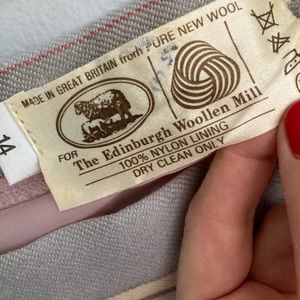 MADE IN GREAT BRITAIN from PURE NEW WOOL
FOR The Edinburgh Woollen Mill
100% NYLON LINING
DRY CLEAN ONLY
14